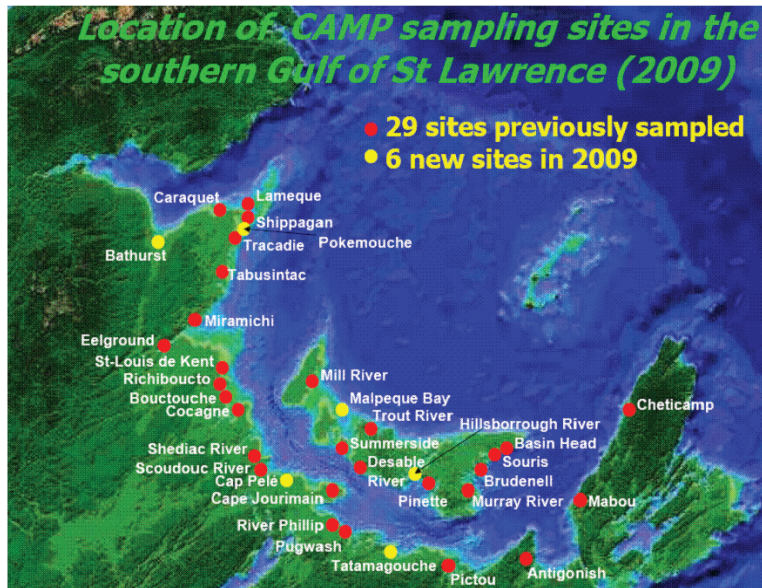 Location of CAMP sampling sites in the
southern Gulf of St Lawrence (2009)
29 sites previously sampled
6 new sites in 2009
Caraquet
Lameque
Shippagan
Pokemouche
Tracadie
Bathurst
Tabusintac
Miramichi
Eelground
St-Louis de Kent
Richiboucto
Bouctouche
Cocagne
Mill River
Malpeque Bay
Trout River
Hillsborough River
Cheticamp
Shediac River
Scoudouc River
Cap Pelé
Cape Jourimain
Summerside
Desable
River
Pinette
Basin Head
Souris
Brudenell
Murray River
Mabou
River Phillip
Pugwash
Tatamagouche
Pictou
Antigonish